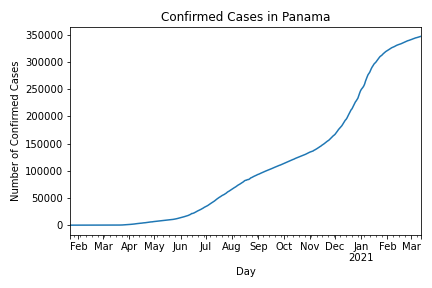 Confirmed Cases in Panama
350000
300000
250000
200000
150000
100000
50000
0
Number of Confirmed Cases
Feb Mar Apr May Jun Jul Aug Sep Oct Nov Dec Jan Feb Mar
2021
Day